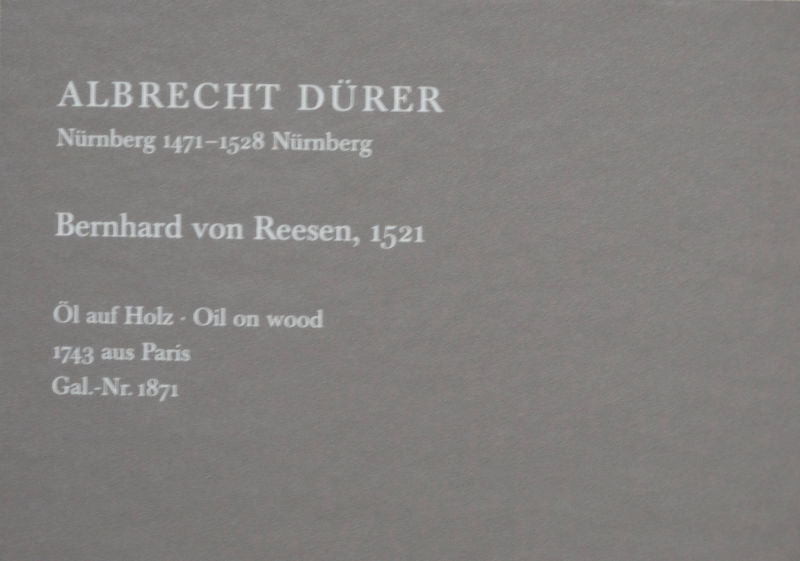 ALBRECHT DÜRER
Nürnberg 1471–1528 Nürnberg
Bernhard von Reesen, 1521
Öl auf Holz · Oil on wood
1743 aus Paris
Gal.-Nr. 1871